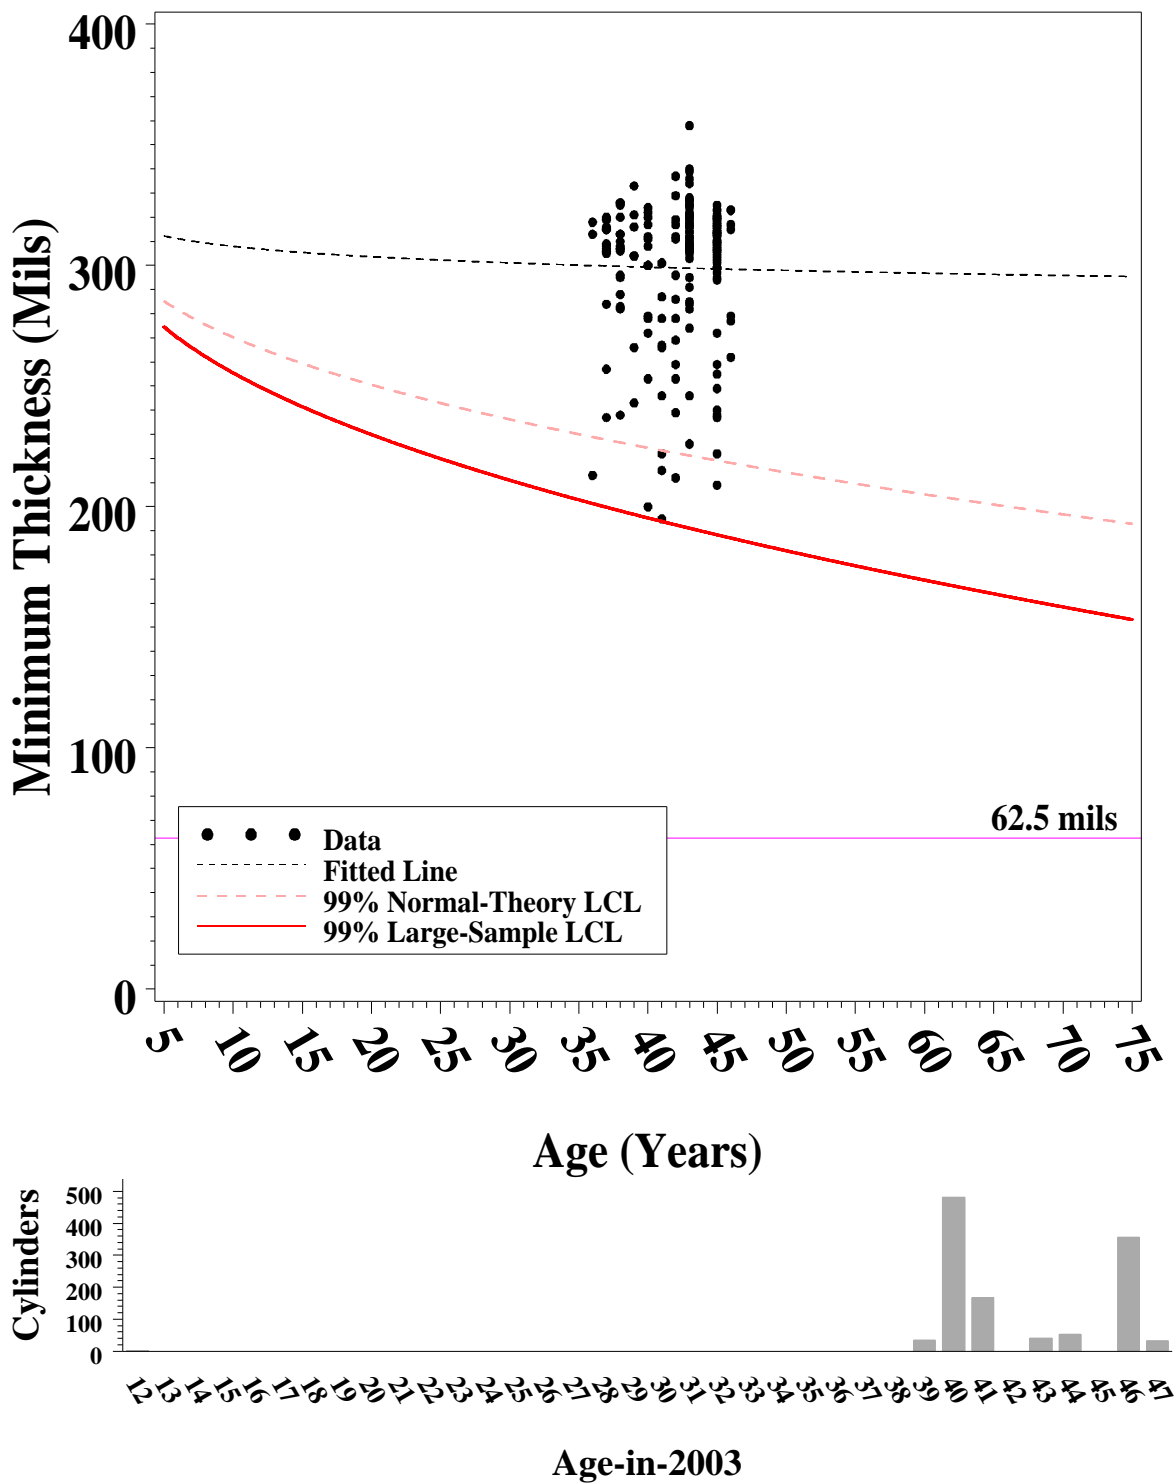 400
300
200
100
0
Minimum Thickness (Mils)
62.5 mils
Data
Fitted Line
99% Normal-Theory LCL
99% Large-Sample LCL
5 10 15 20 25 30 35 40 45 50 55 60 65 70 75
Age (Years)
500
400
300
200
100
0
Cylinders
12 13 14 15 16 17 18 19 20 21 22 23 24 25 26 27 28 29 30 31 32 33 34 35 36 37 38 39 40 41 42 43 44 45 46 47
Age-in-2003